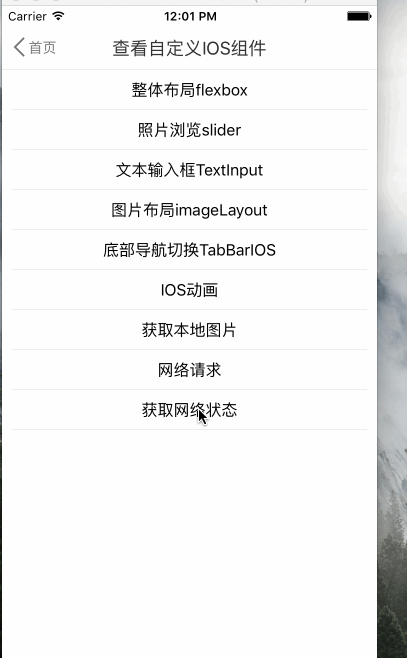 Carrier 12:01 PM
首页 查看自定义IOS组件
整体布局flexbox
照片浏览slider
文本输入框TextInput
图片布局imageLayout
底部导航切换TabBarIOS
IOS动画
获取本地图片
网络请求
获取网络状态